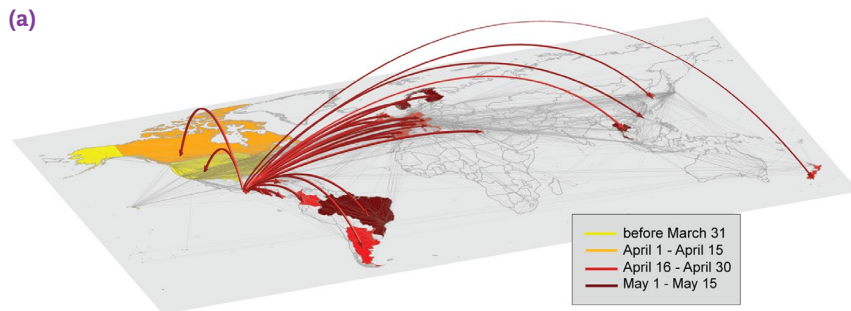 (a)
before March 31
April 1 - April 15
April 16 - April 30
May 1 - May 15